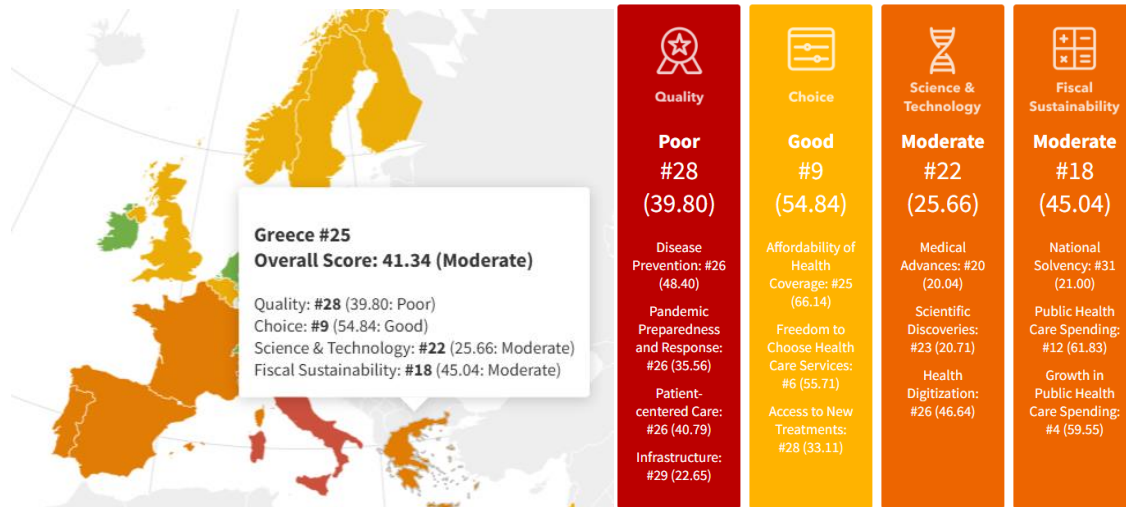 Greece #25
Overall Score: 41.34 (Moderate)
Quality: #28 (39.80: Poor)
Choice: #9 (54.84: Good)
Science & Technology: #22 (25.66: Moderate)
Fiscal Sustainability: #18 (45.04: Moderate)
Quality
Poor
#28
(39.80)
Disease
Prevention: #26
(48.40)
Pandemic
Preparedness
and Response:
#26 (35.56)
Patient-
centered Care:
#26 (40.79)
Infrastructure:
#29 (22.65)
Choice
Good
#9
(54.84)
Affordability of
Health
Coverage: #25
(66.14)
Freedom to
Choose Health
Care Services:
#6 (55.71)
Access to New
Treatments:
#28 (33.11)
Science &
Technology
Moderate
#22
(25.66)
Medical
Advances: #20
(20.04)
Scientific
Discoveries:
#23 (20.71)
Health
Digitization:
#26 (46.64)
Fiscal
Sustainability
Moderate
#18
(45.04)
National
Solvency: #31
(21.00)
Public Health
Care Spending:
#12 (61.83)
Growth in
Public Health
Care Spending:
#4 (59.55)